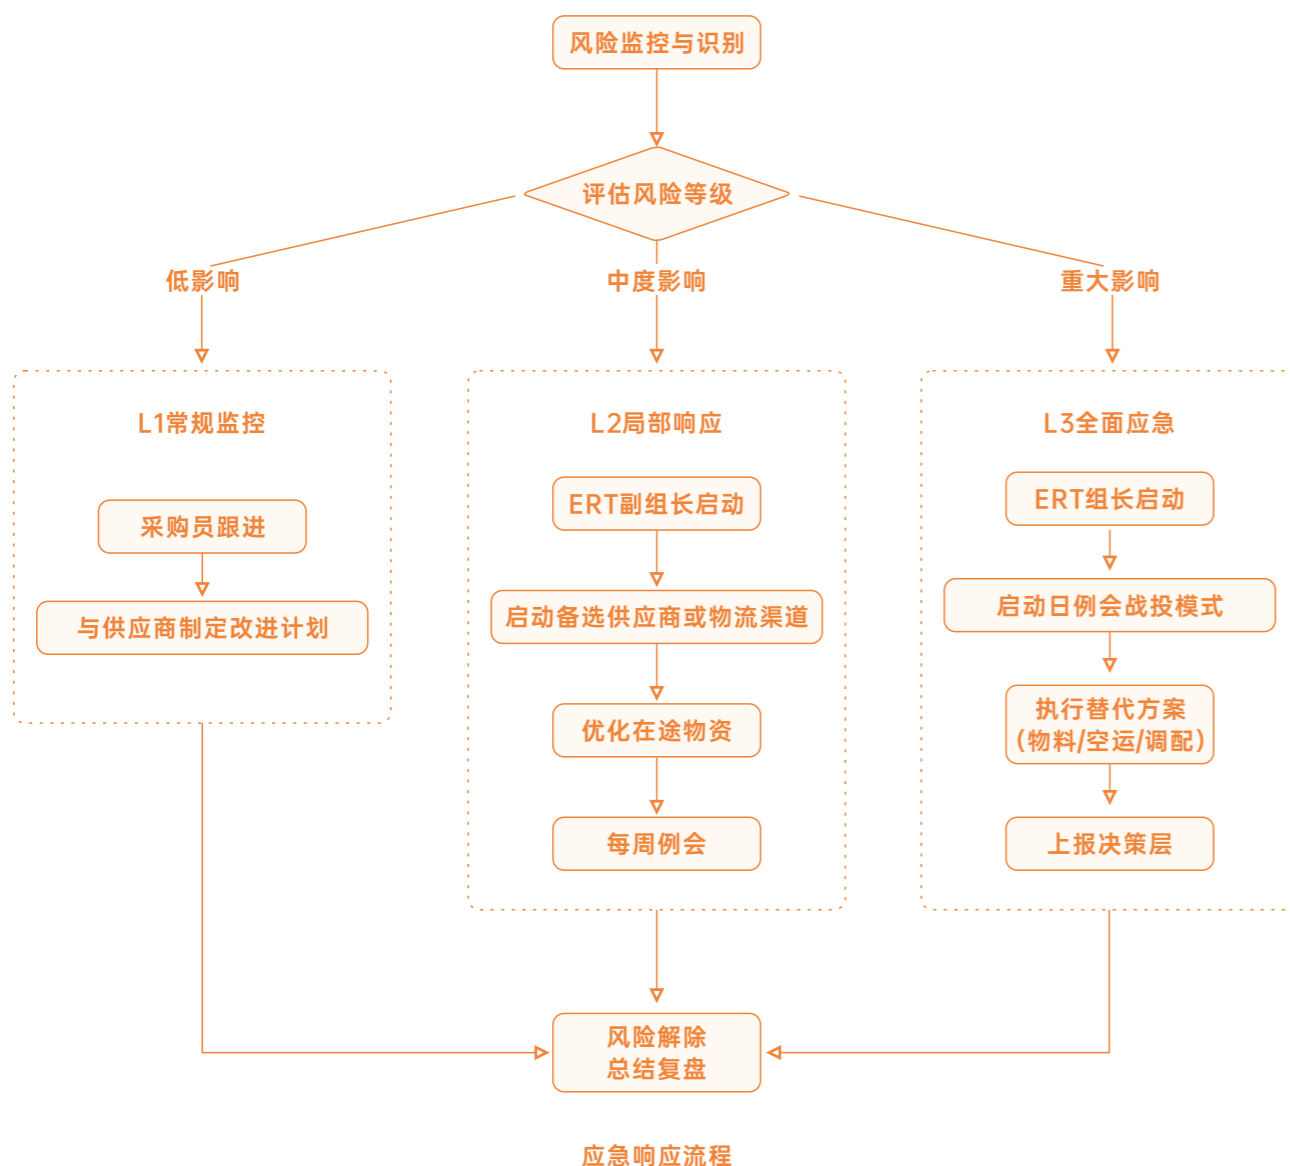 风险监控与识别
评估风险等级
低影响
中度影响
重大影响
L1常规监控
采购员跟进
与供应商制定改进计划
L2局部响应
ERT副组长启动
启动备选供应商或物流渠道
优化在途物资
每周例会
L3全面应急
ERT组长启动
启动日例会战投模式
执行替代方案
(物料/空运/调配)
上报决策层
风险解除
总结复盘
应急响应流程